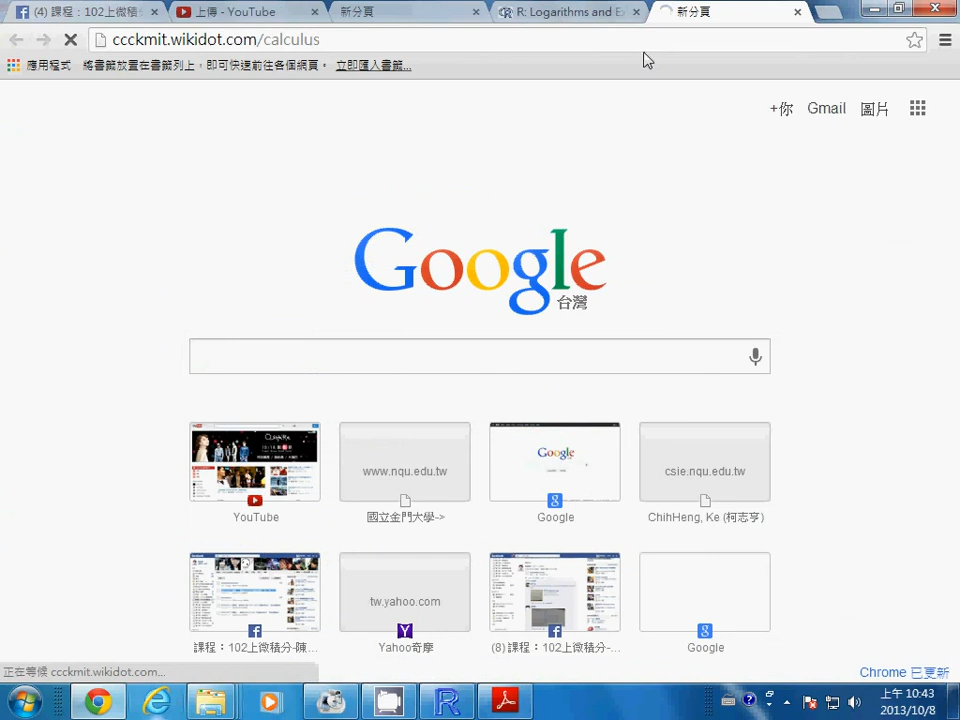 (4) 課程：102上微積分
上傳 - YouTube
新分頁
R: Logarithms and E
新分頁
ccckmit.wikidot.com/calculus
應用程式
將書籤放置在書籤列上，即可快速前往各個網頁。
立即匯入書籤...
+你
Gmail
圖片
Google
台灣
www.nqu.edu.tw
Google
csie.nqu.edu.tw
YouTube
國立金門大學->
Google
ChihHeng, Ke (柯志亨)
tw.yahoo.com
課程：102上微積分-陳...
Yahoo奇摩
(8) 課程：102上微積分-...
Google
正在等候 ccckmit.wikidot.com...
Chrome 已更新
上午 10:43
2013/10/8